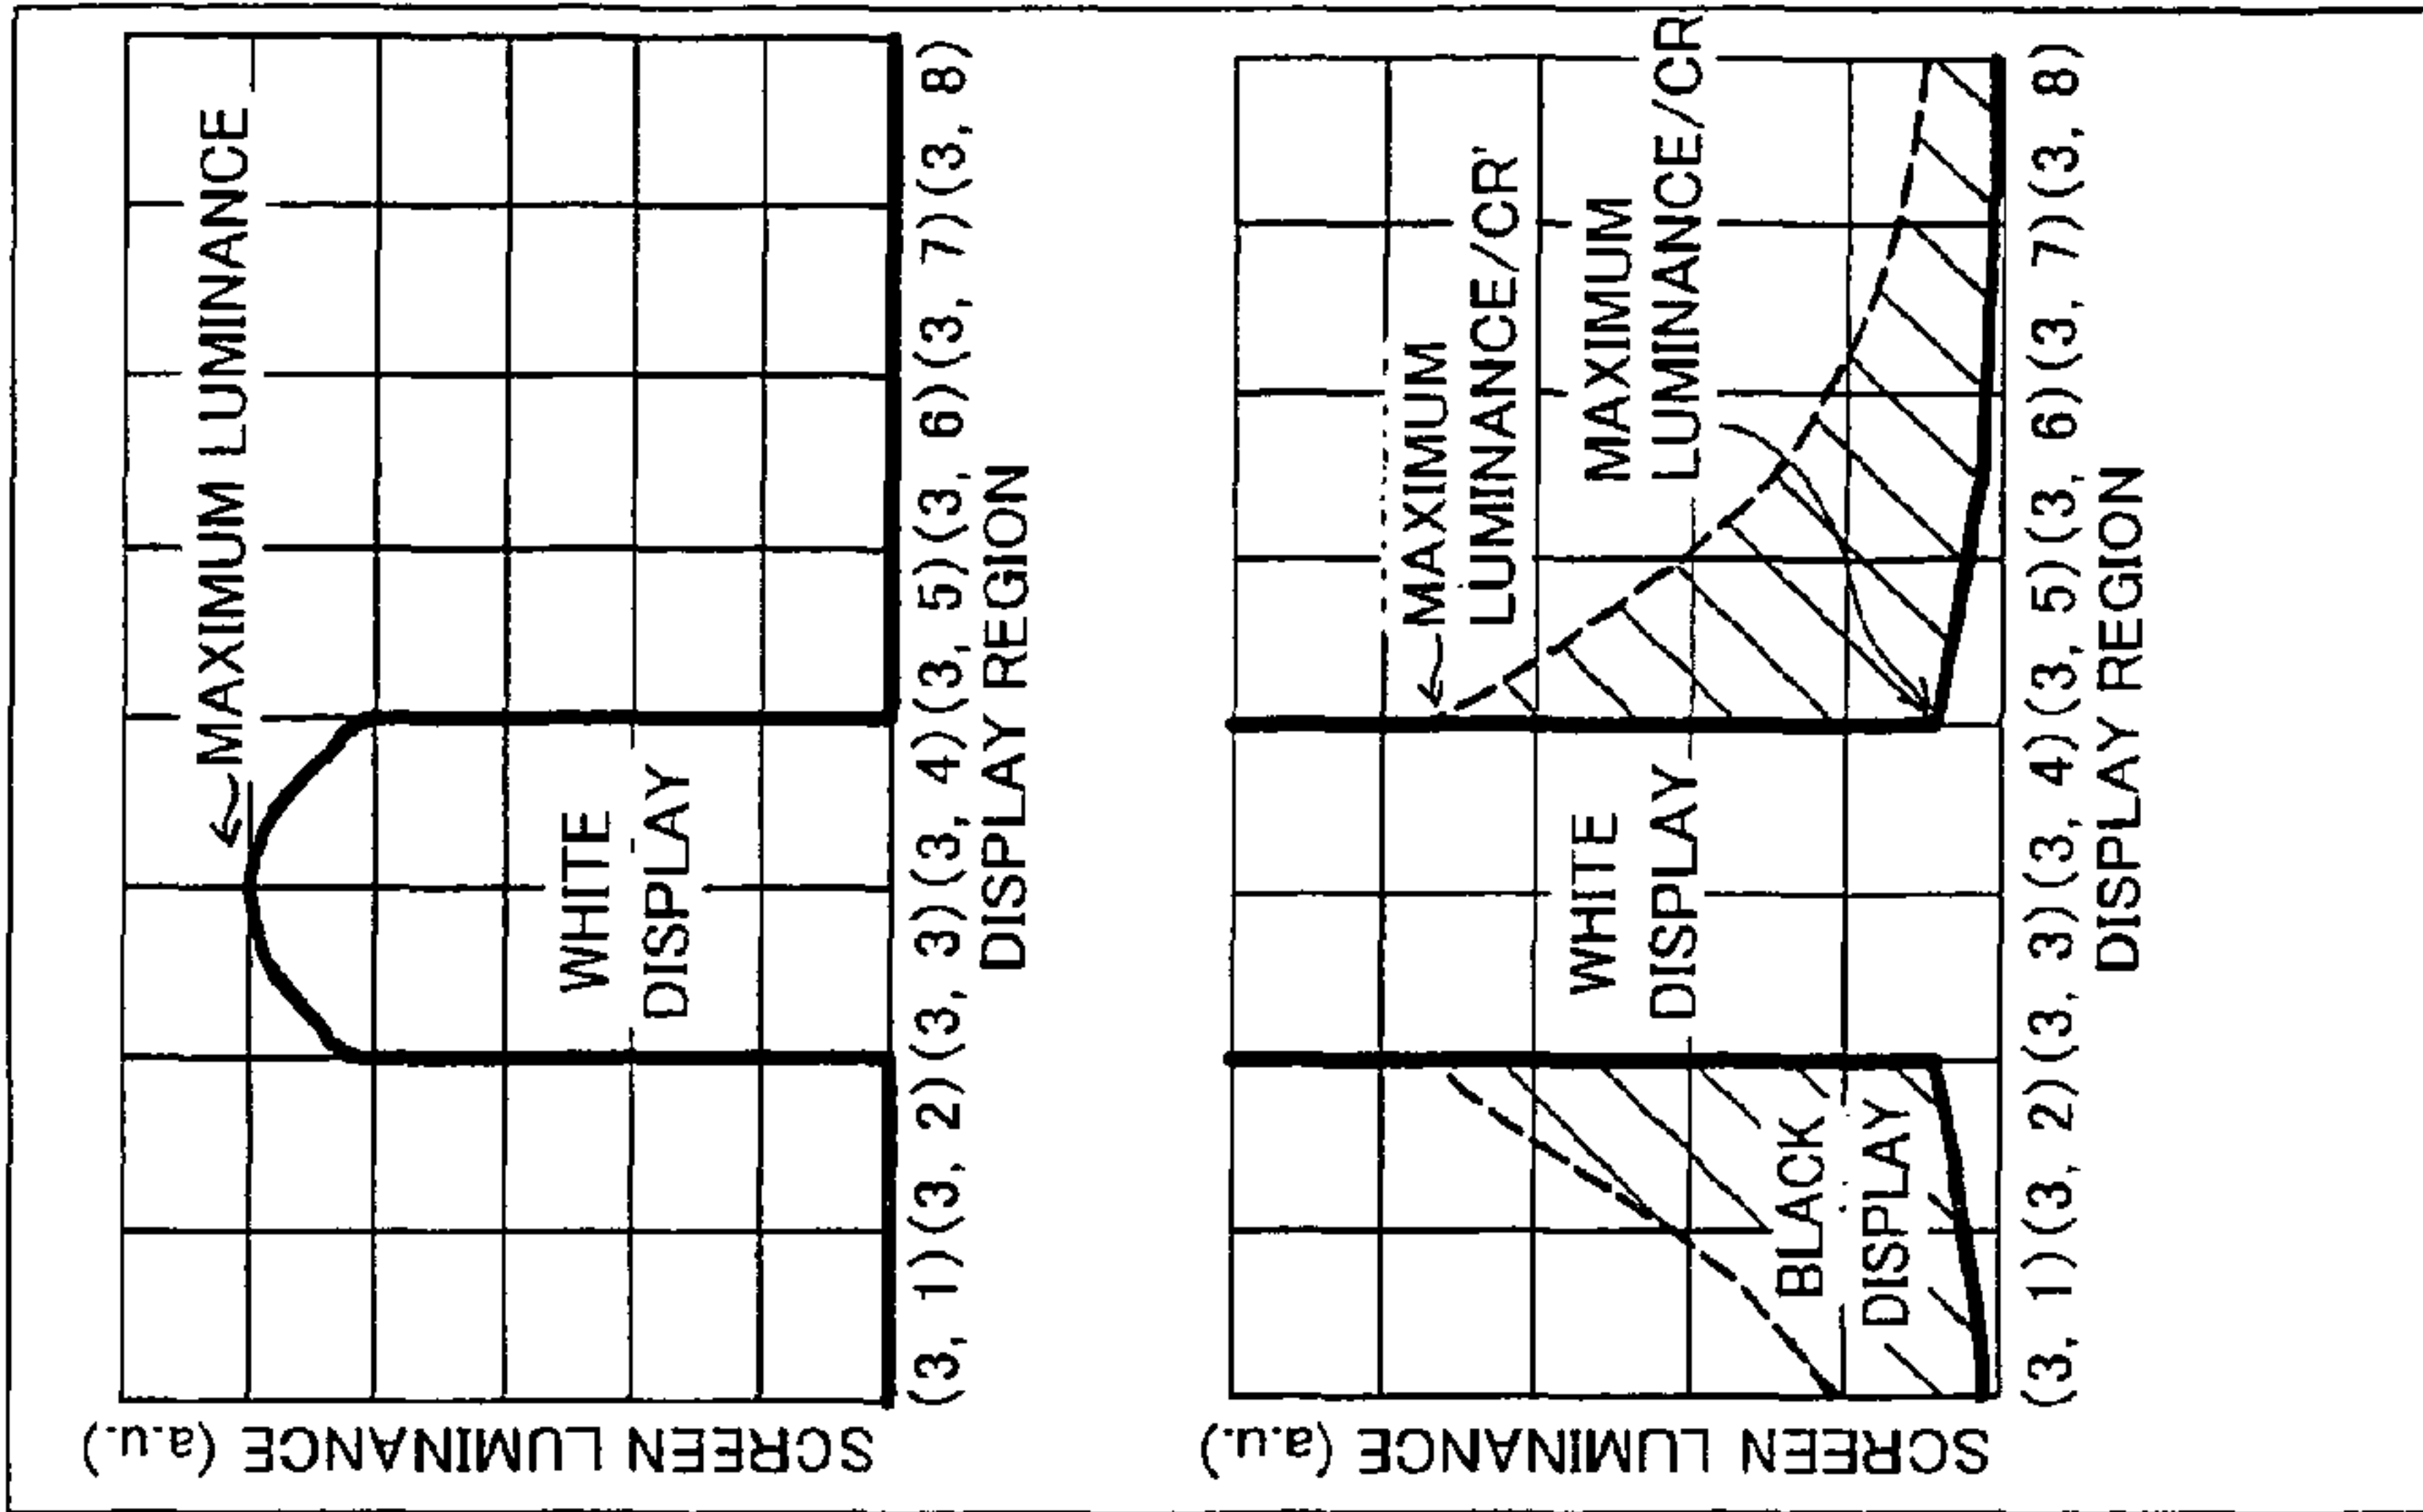 SCREEN LUMINANCE (a.u.)
MAXIMUM LUMINANCE
WHITE
DISPLAY
(3, 1)(3, 2)(3, 3)(3, 4)(3, 5)(3, 6)(3, 7)(3, 8)
DISPLAY REGION
SCREEN LUMINANCE (a.u.)
MAXIMUM
LUMINANCE/CR'
MAXIMUM
LUMINANCE/CR
WHITE
DISPLAY
BLACK
DISPLAY
(3, 1)(3, 2)(3, 3)(3, 4)(3, 5)(3, 6)(3, 7)(3, 8)
DISPLAY REGION